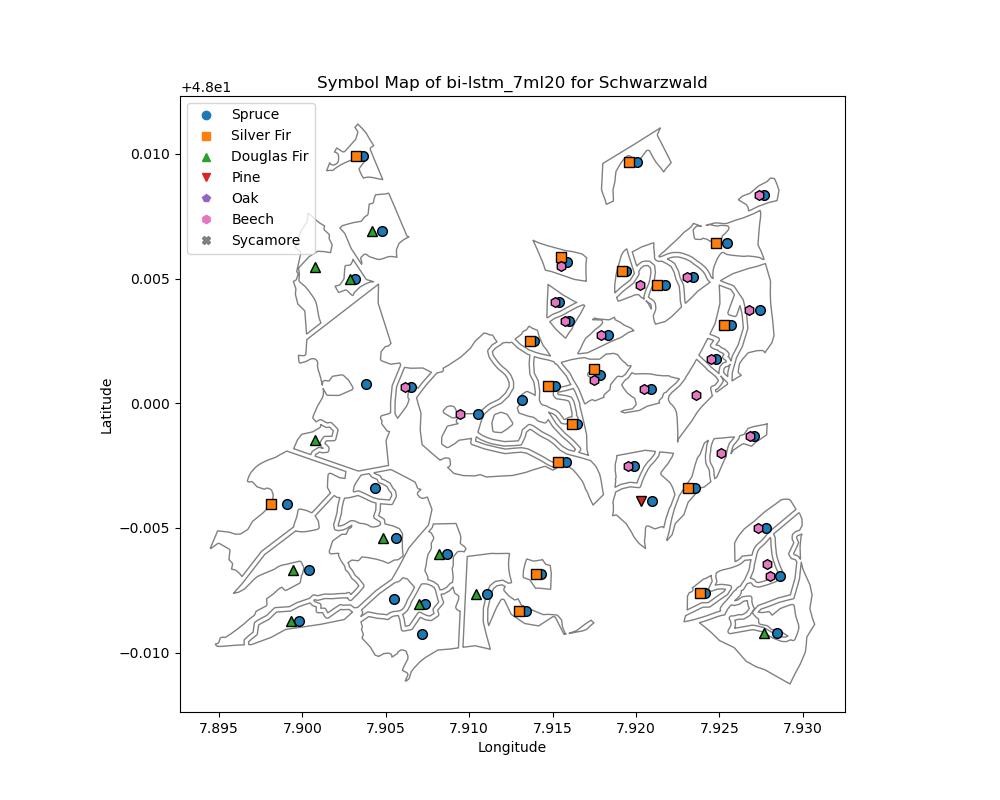 Symbol Map of bi-lstm_7ml20 for Schwarzwald
+4.8e1
Spruce
Silver Fir
Douglas Fir
Pine
Oak
Beech
Sycamore
0.010
0.005
0.000
−0.005
−0.010
Latitude
7.895 7.900 7.905 7.910 7.915 7.920 7.925 7.930
Longitude